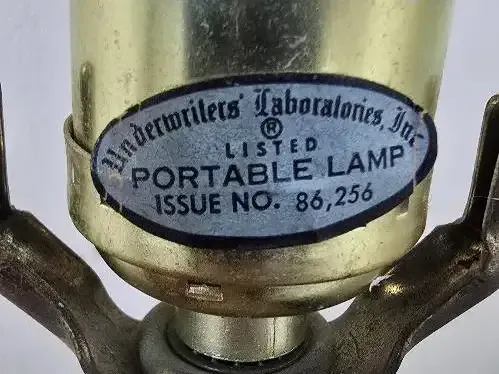 Underwriters' Laboratories, Inc
®
LISTED
PORTABLE LAMP
ISSUE NO. 86,256